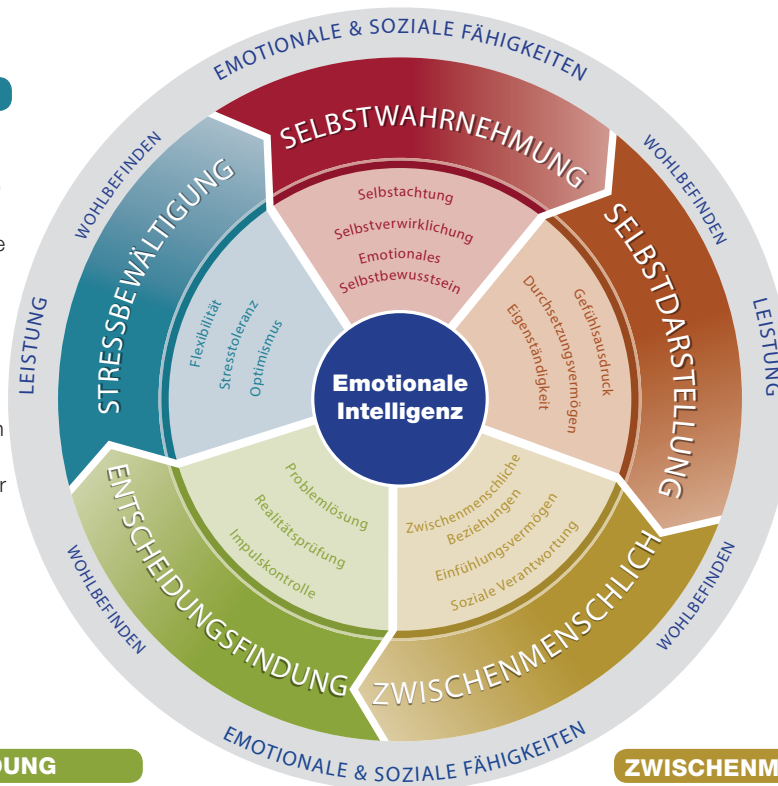 EMOTIONALE & SOZIALE FÄHIGKEITEN
WOHLBEFINDEN
WOHLBEFINDEN
LEISTUNG
LEISTUNG
SELBSTWAHRNEHMUNG
Selbstachtung
Selbstverwirklichung
Emotionales
Selbstbewusstsein
SELBSTDARSTELLUNG
Gefühlsausdruck
Durchsetzungsvermögen
Eigenständigkeit
STRESSBEWÄLTIGUNG
Flexibilität
Stresstoleranz
Optimismus
Emotionale
Intelligenz
ENTSCHEIDUNGSFINDUNG
Problemlösung
Realitätsprüfung
Impulskontrolle
ZWISCHENMENSCHLICH
Zwischenmenschliche
Beziehungen
Einfühlungsvermögen
Soziale Verantwortung
WOHLBEFINDEN
WOHLBEFINDEN
EMOTIONALE & SOZIALE FÄHIGKEITEN
DUNG
ZWISCHENM